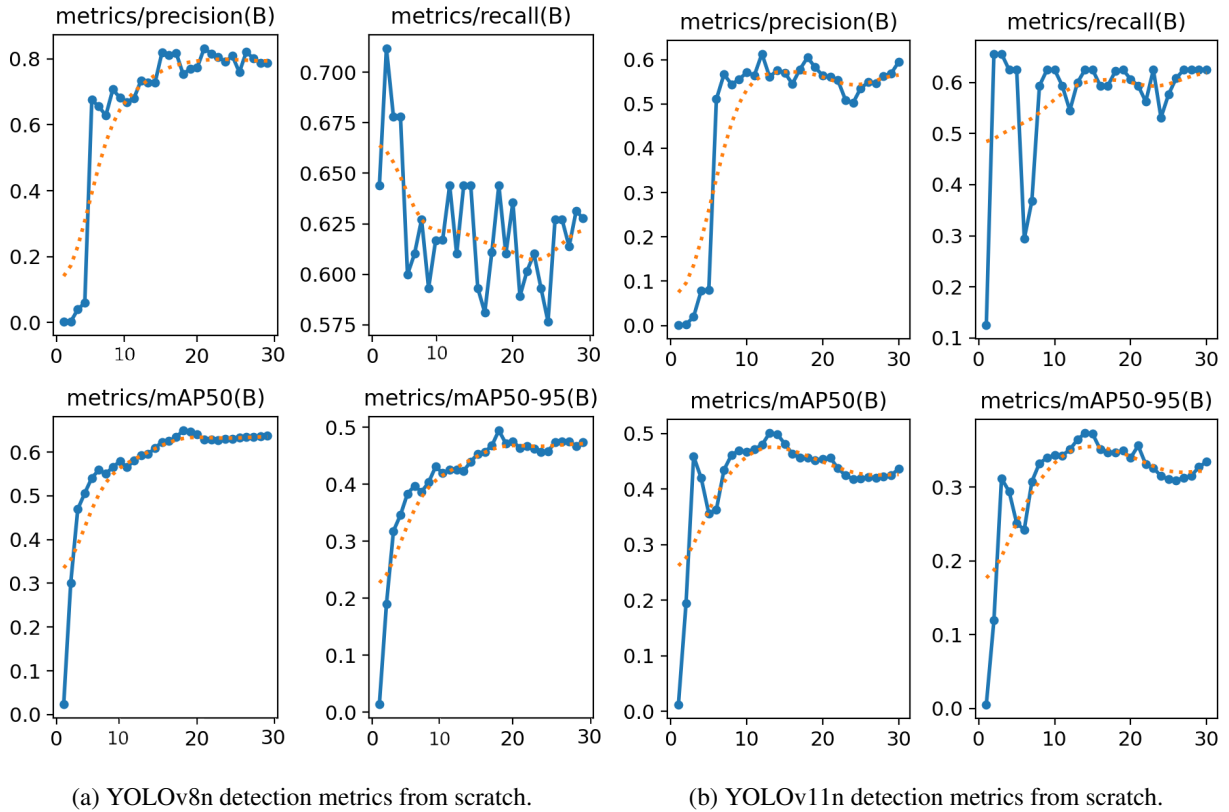 metrics/precision(B)
0.8
0.6
0.4
0.2
0.0
0 10 20 30
metrics/recall(B)
0.700
0.675
0.650
0.625
0.600
0.575
0 10 20 30
metrics/precision(B)
0.6
0.5
0.4
0.3
0.2
0.1
0.0
0 10 20 30
metrics/recall(B)
0.6
0.5
0.4
0.3
0.2
0.1
0 10 20 30
metrics/mAP50(B)
0.6
0.5
0.4
0.3
0.2
0.1
0.0
0 10 20 30
metrics/mAP50-95(B)
0.5
0.4
0.3
0.2
0.1
0.0
0 10 20 30
metrics/mAP50(B)
0.5
0.4
0.3
0.2
0.1
0.0
0 10 20 30
metrics/mAP50-95(B)
0.3
0.2
0.1
0.0
0 10 20 30
(a) YOLOv8n detection metrics from scratch.
(b) YOLOv11n detection metrics from scratch.